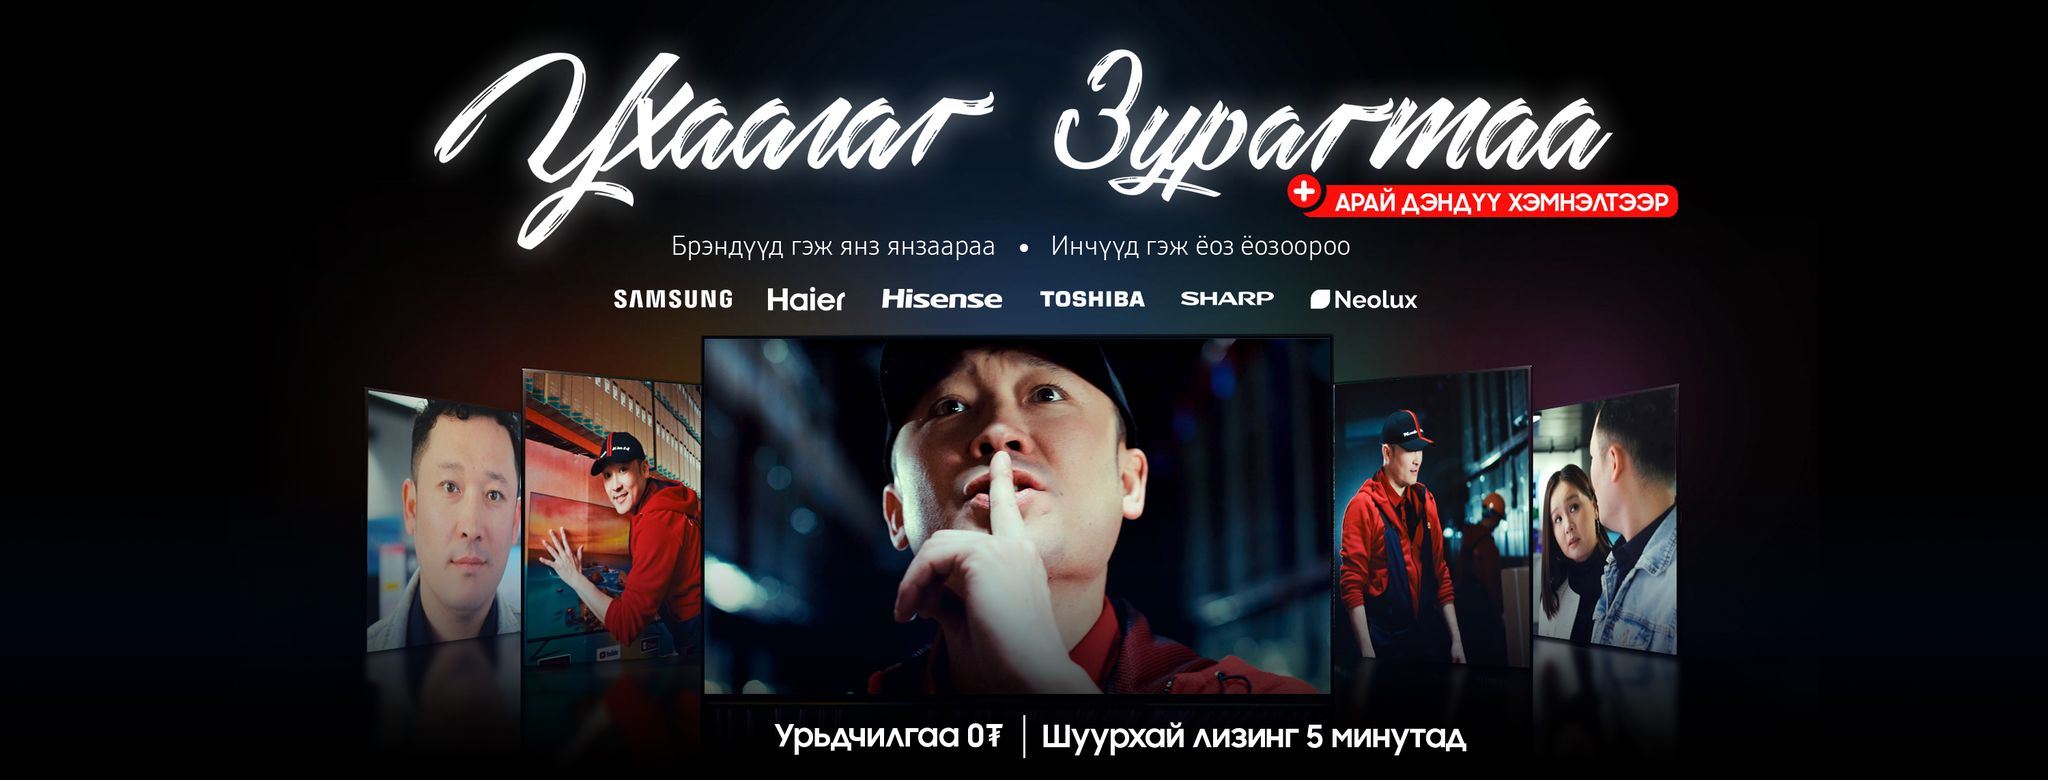 Ухаалаг Зурагтаа
+ АРАЙ ДЭНДҮҮ ХЭМНЭЛТЭЭР
Брэндүүд гэж янз янзаараа • Инчүүд гэж ёоз ёозоороо
SAMSUNG Haier Hisense TOSHIBA SHARP Neolux
YouTube
Урьдчилгаа 0₮ | Шуурхай лизинг 5 минутад